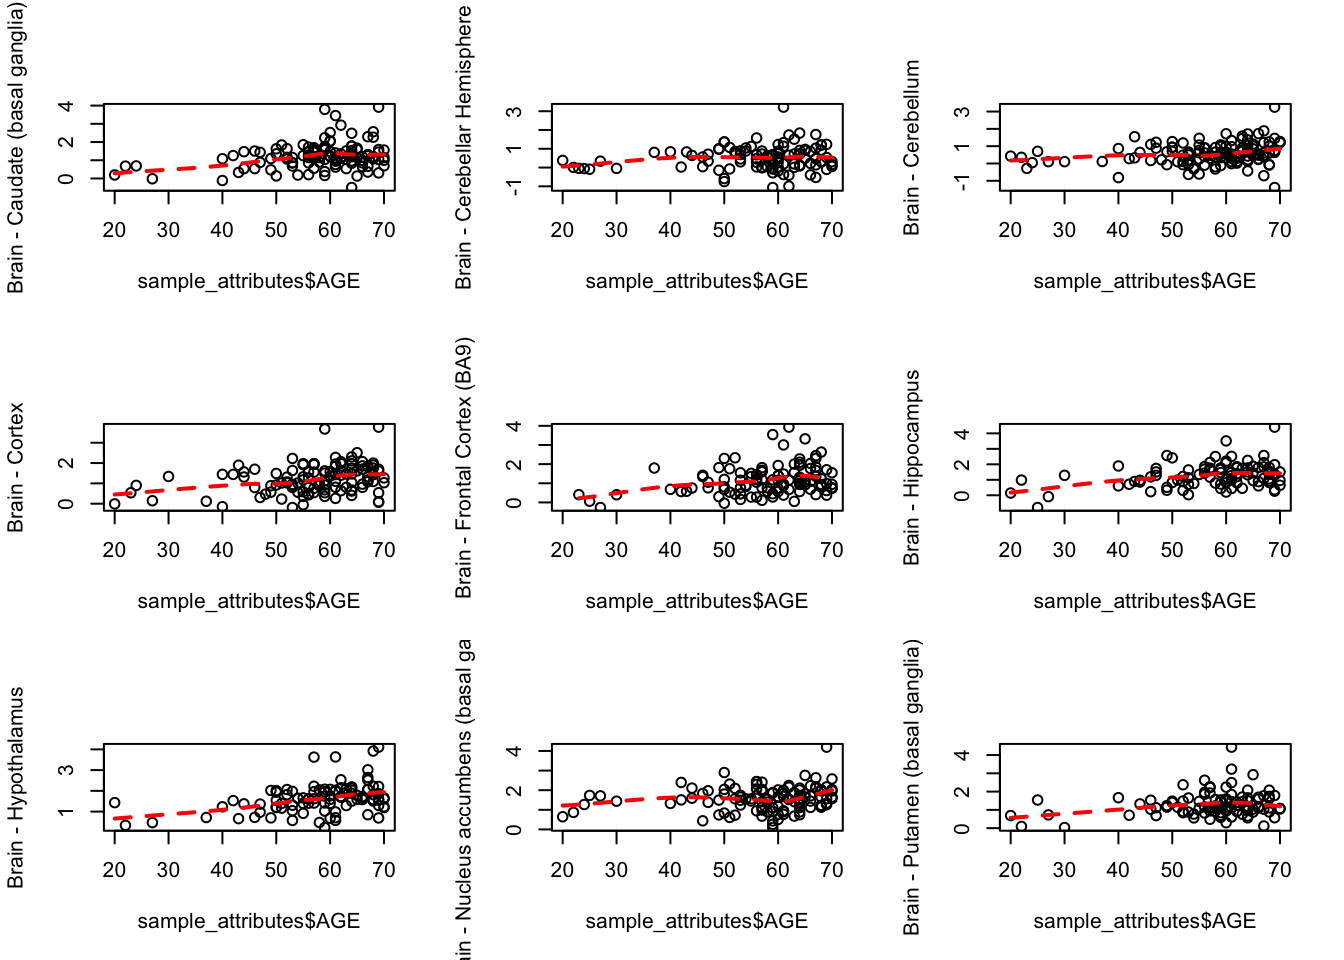 Brain - Caudate (basal ganglia)
0 2 4
20 30 40 50 60 70
sample_attributes$AGE
Brain - Cerebellar Hemisphere
-1 1 3
20 30 40 50 60 70
sample_attributes$AGE
Brain - Cerebellum
-1 1 3
20 30 40 50 60 70
sample_attributes$AGE
Brain - Cortex
0 2
20 30 40 50 60 70
sample_attributes$AGE
Brain - Frontal Cortex (BA9)
0 2 4
20 30 40 50 60 70
sample_attributes$AGE
Brain - Hippocampus
0 2 4
20 30 40 50 60 70
sample_attributes$AGE
Brain - Hypothalamus
1 3
20 30 40 50 60 70
sample_attributes$AGE
ain - Nucleus accumbens (basal ga
0 2 4
20 30 40 50 60 70
sample_attributes$AGE
Brain - Putamen (basal ganglia)
0 2 4
20 30 40 50 60 70
sample_attributes$AGE